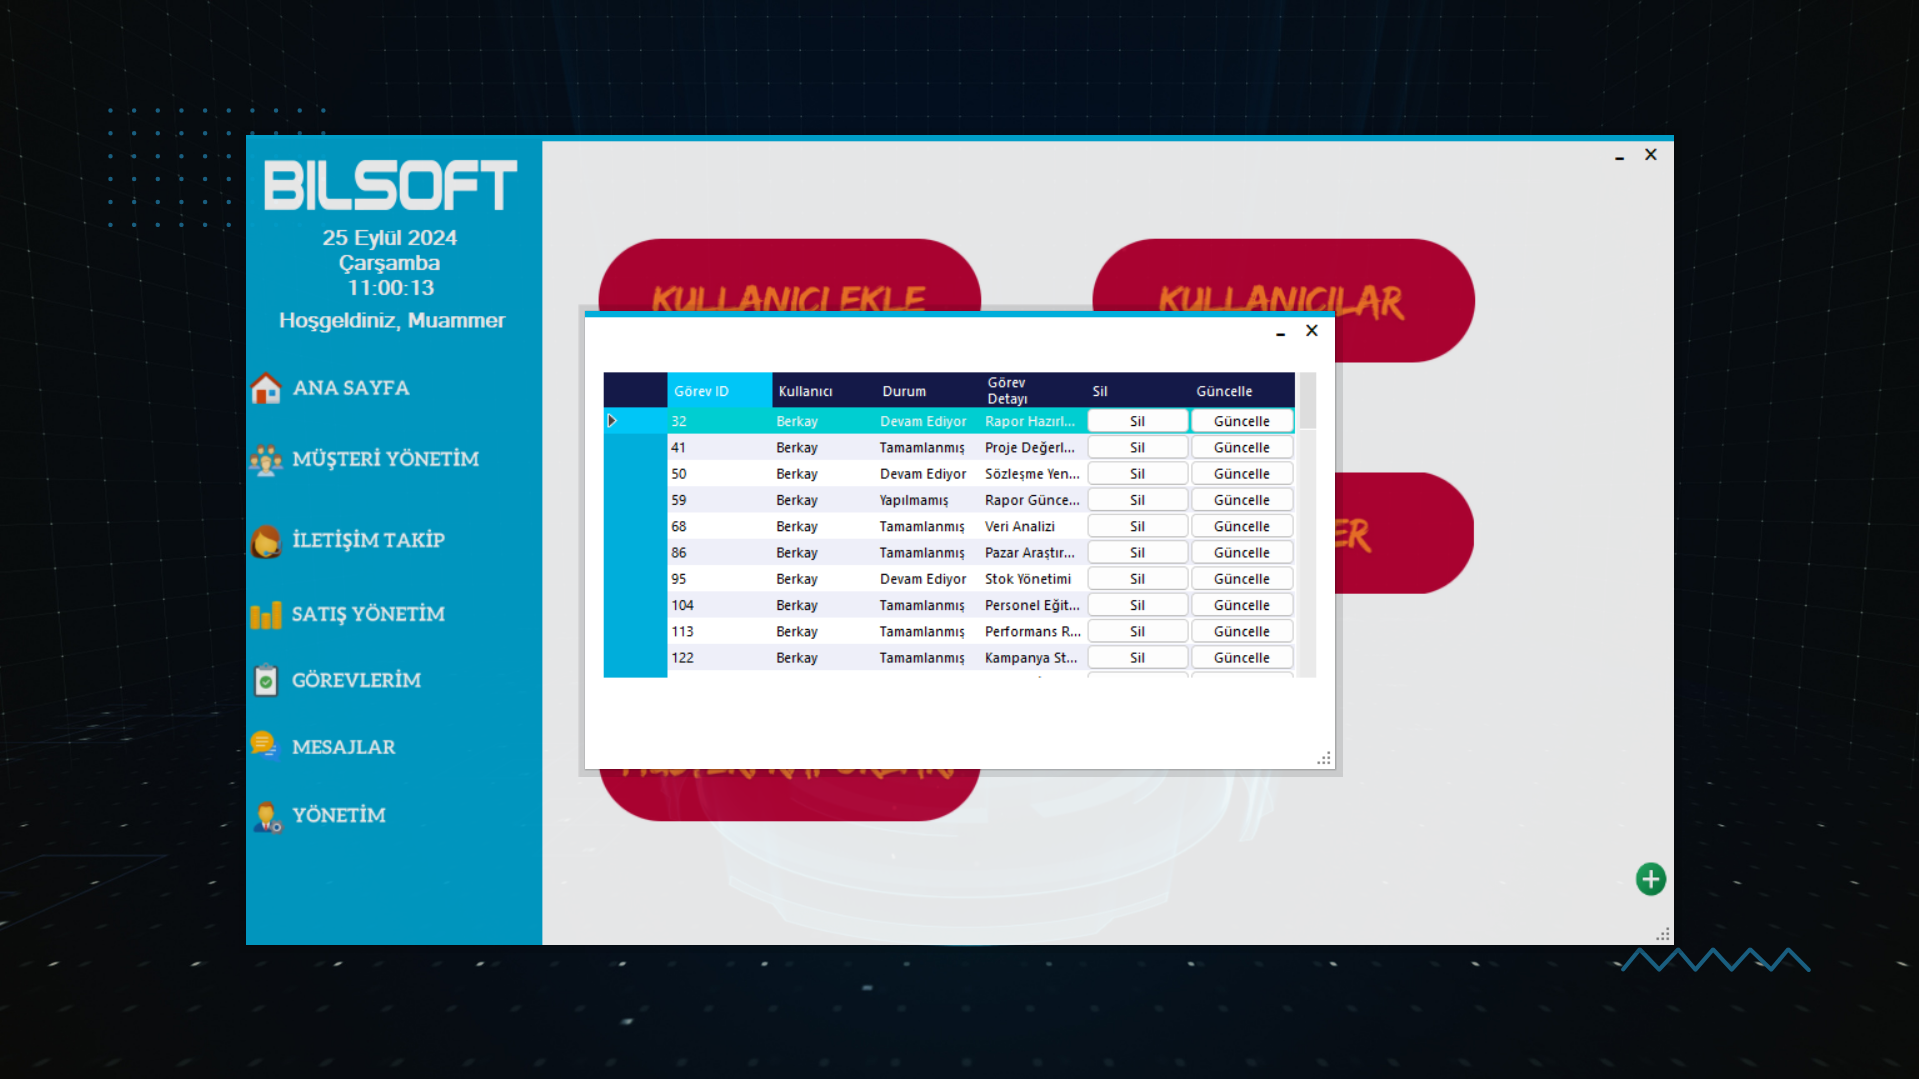 BILSOFT
25 Eylül 2024
Çarşamba
11:00:13
Hoşgeldiniz, Muammer
ANA SAYFA
MÜŞTERİ YÖNETİM
İLETİŞİM TAKİP
SATIŞ YÖNETİM
GÖREVLERİM
MESAJLAR
YÖNETİM
KULLANICI EKLE
KULLANICILAR
Görev ID Kullanıcı Durum Görev Detayı Sil Güncelle
32 Berkay Devam Ediyor Rapor Hazırl... Sil Güncelle
41 Berkay Tamamlanmış Proje Değerl... Sil Güncelle
50 Berkay Devam Ediyor Sözleşme Yen... Sil Güncelle
59 Berkay Yapılmamış Rapor Günce... Sil Güncelle
68 Berkay Tamamlanmış Veri Analizi Sil Güncelle
86 Berkay Tamamlanmış Pazar Araştır... Sil Güncelle
95 Berkay Devam Ediyor Stok Yönetimi Sil Güncelle
104 Berkay Tamamlanmış Personel Eğit... Sil Güncelle
113 Berkay Tamamlanmış Performans R... Sil Güncelle
122 Berkay Tamamlanmış Kampanya St... Sil Güncelle